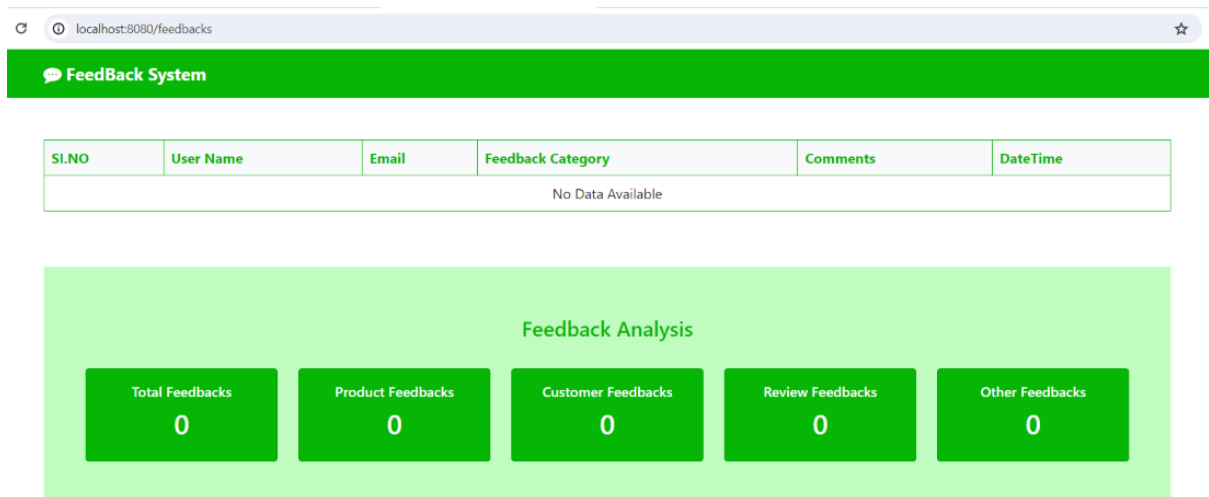 localhost:8080/feedbacks
FeedBack System
SI.NO User Name Email Feedback Category Comments DateTime
No Data Available
Feedback Analysis
Total Feedbacks Product Feedbacks Customer Feedbacks Review Feedbacks Other Feedbacks
0 0 0 0 0